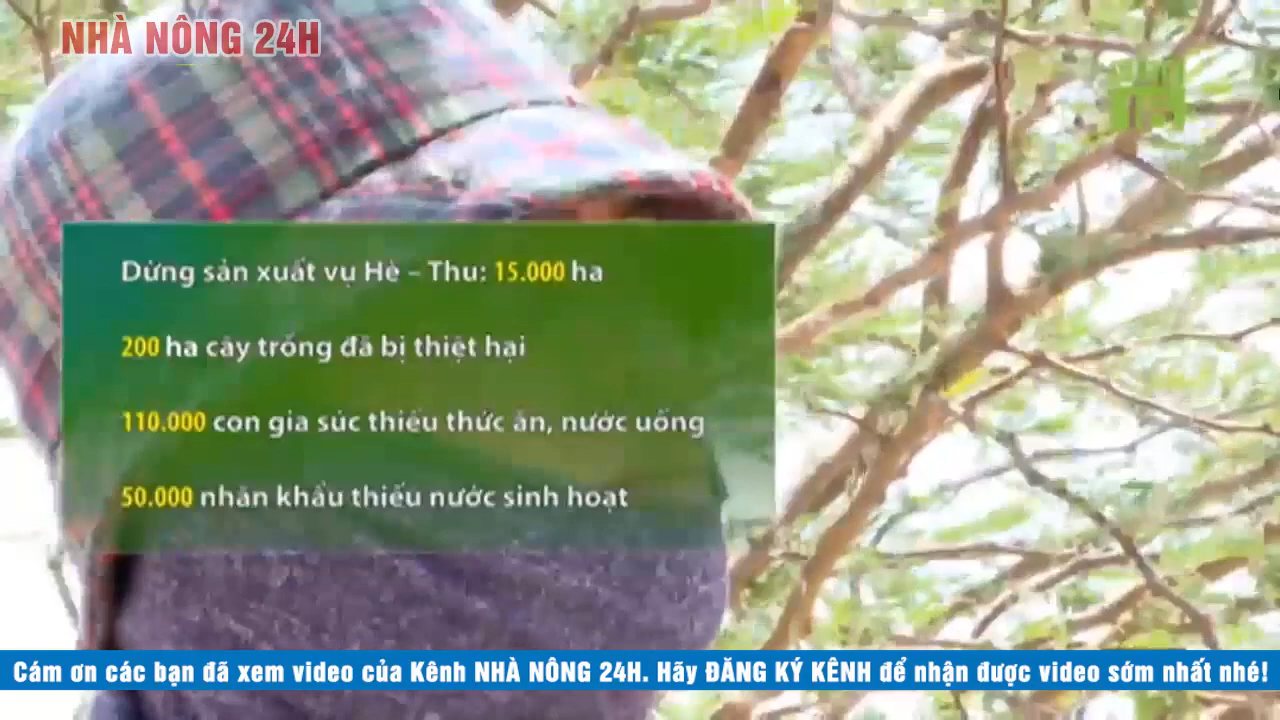 NHÀ NÔNG 24H
Dừng sản xuất vụ Hè – Thu: 15.000 ha
200 ha cây trồng đã bị thiệt hại
110.000 con gia súc thiếu thức ăn, nước uống
50.000 nhân khẩu thiếu nước sinh hoạt
Cám ơn các bạn đã xem video của Kênh NHÀ NÔNG 24H. Hãy ĐĂNG KÝ KÊNH để nhận được video sớm nhất nhé!